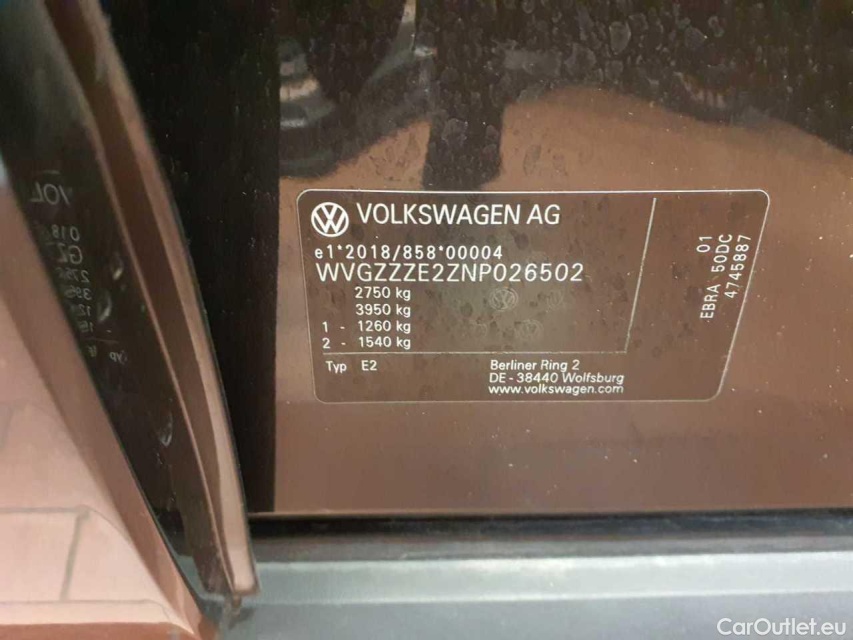 VOLKSWAGEN AG
e1*2018/858*00004
WVGZZZE2ZNP026502
2750 kg
3950 kg
1 - 1260 kg
2 - 1540 kg
Typ E2
Berliner Ring 2
DE - 38440 Wolfsburg
www.volkswagen.com
01
EBRA 50DC
4745887
CarOutlet.eu